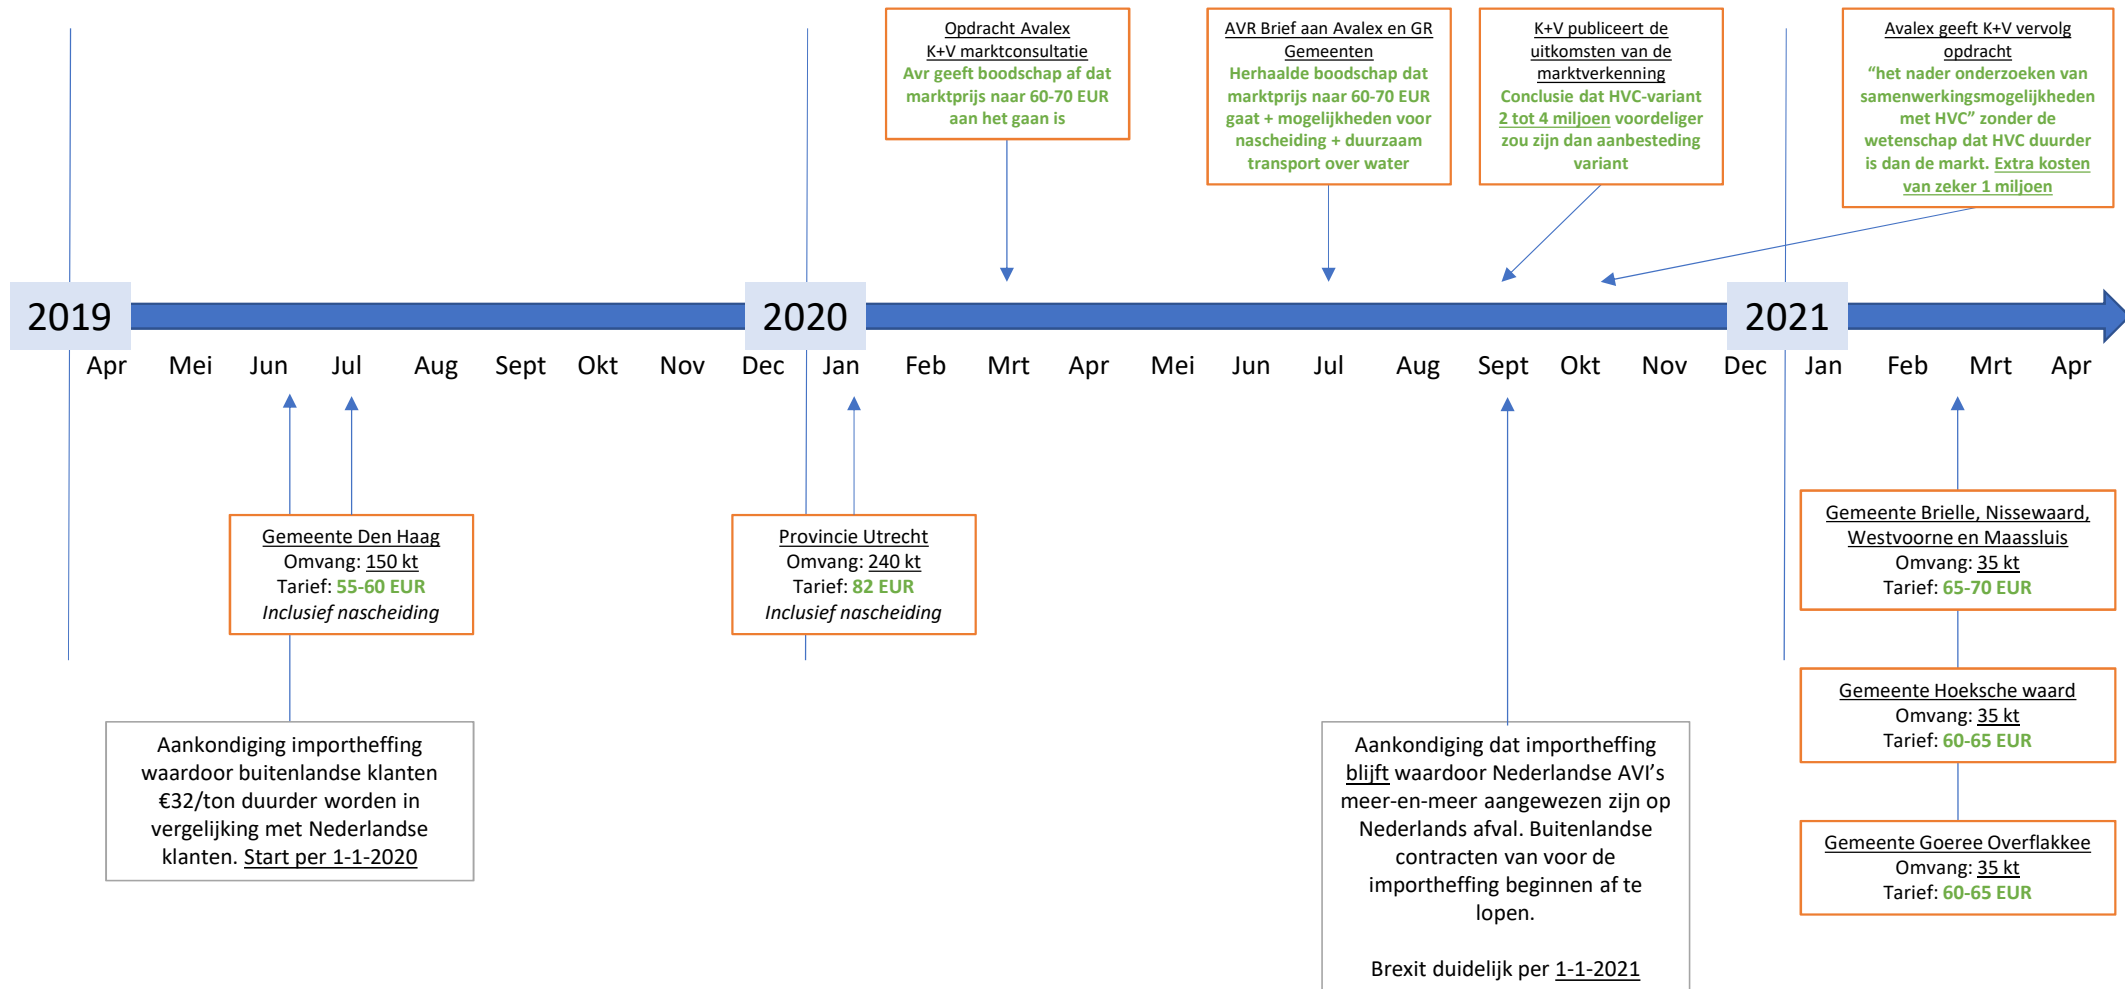 Opdracht Avalex
K+V marktconsultatie
Avr geeft boodschap af dat
marktprijs naar 60-70 EUR
aan het gaan is
AVR Brief aan Avalex en GR
Gemeenten
Herhaalde boodschap dat
marktprijs naar 60-70 EUR
gaat + mogelijkheden voor
nascheiding + duurzaam
transport over water
K+V publiceert de
uitkomsten van de
marktverkenning
Conclusie dat HVC-variant
2 tot 4 miljoen voordeliger
zou zijn dan aanbesteding
variant
Avalex geeft K+V vervolg
opdracht
“het nader onderzoeken van
samenwerkingsmogelijkheden
met HVC” zonder de
wetenschap dat HVC duurder
is dan de markt. Extra kosten
van zeker 1 miljoen
2019 2020 2021
Apr Mei Jun Jul Aug Sept Okt Nov Dec Jan Feb Mrt Apr Mei Jun Jul Aug Sept Okt Nov Dec Jan Feb Mrt Apr
Gemeente Den Haag
Omvang: 150 kt
Tarief: 55-60 EUR
Inclusief nascheiding
Provincie Utrecht
Omvang: 240 kt
Tarief: 82 EUR
Inclusief nascheiding
Gemeente Brielle, Nissewaard,
Westvoorne en Maassluis
Omvang: 35 kt
Tarief: 65-70 EUR
Gemeente Hoeksche waard
Omvang: 35 kt
Tarief: 60-65 EUR
Gemeente Goeree Overflakkee
Omvang: 35 kt
Tarief: 60-65 EUR
Aankondiging importheffing
waardoor buitenlandse klanten
€32/ton duurder worden in
vergelijking met Nederlandse
klanten. Start per 1-1-2020
Aankondiging dat importheffing
blijft waardoor Nederlandse AVI’s
meer-en-meer aangewezen zijn op
Nederlands afval. Buitenlandse
contracten van voor de
importheffing beginnen af te
lopen.
Brexit duidelijk per 1-1-2021